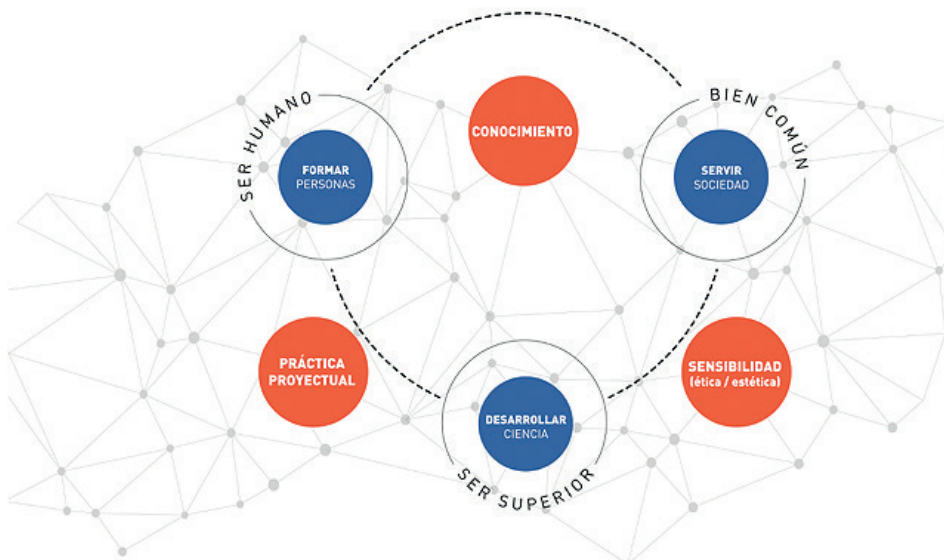 SER HUMANO
FORMAR
PERSONAS
CONOCIMIENTO
BIEN COMÚN
SERVIR
SOCIEDAD
PRÁCTICA
PROYECTUAL
DESARROLLAR
CIENCIA
SER SUPERIOR
SENSIBILIDAD
(ética / estética)